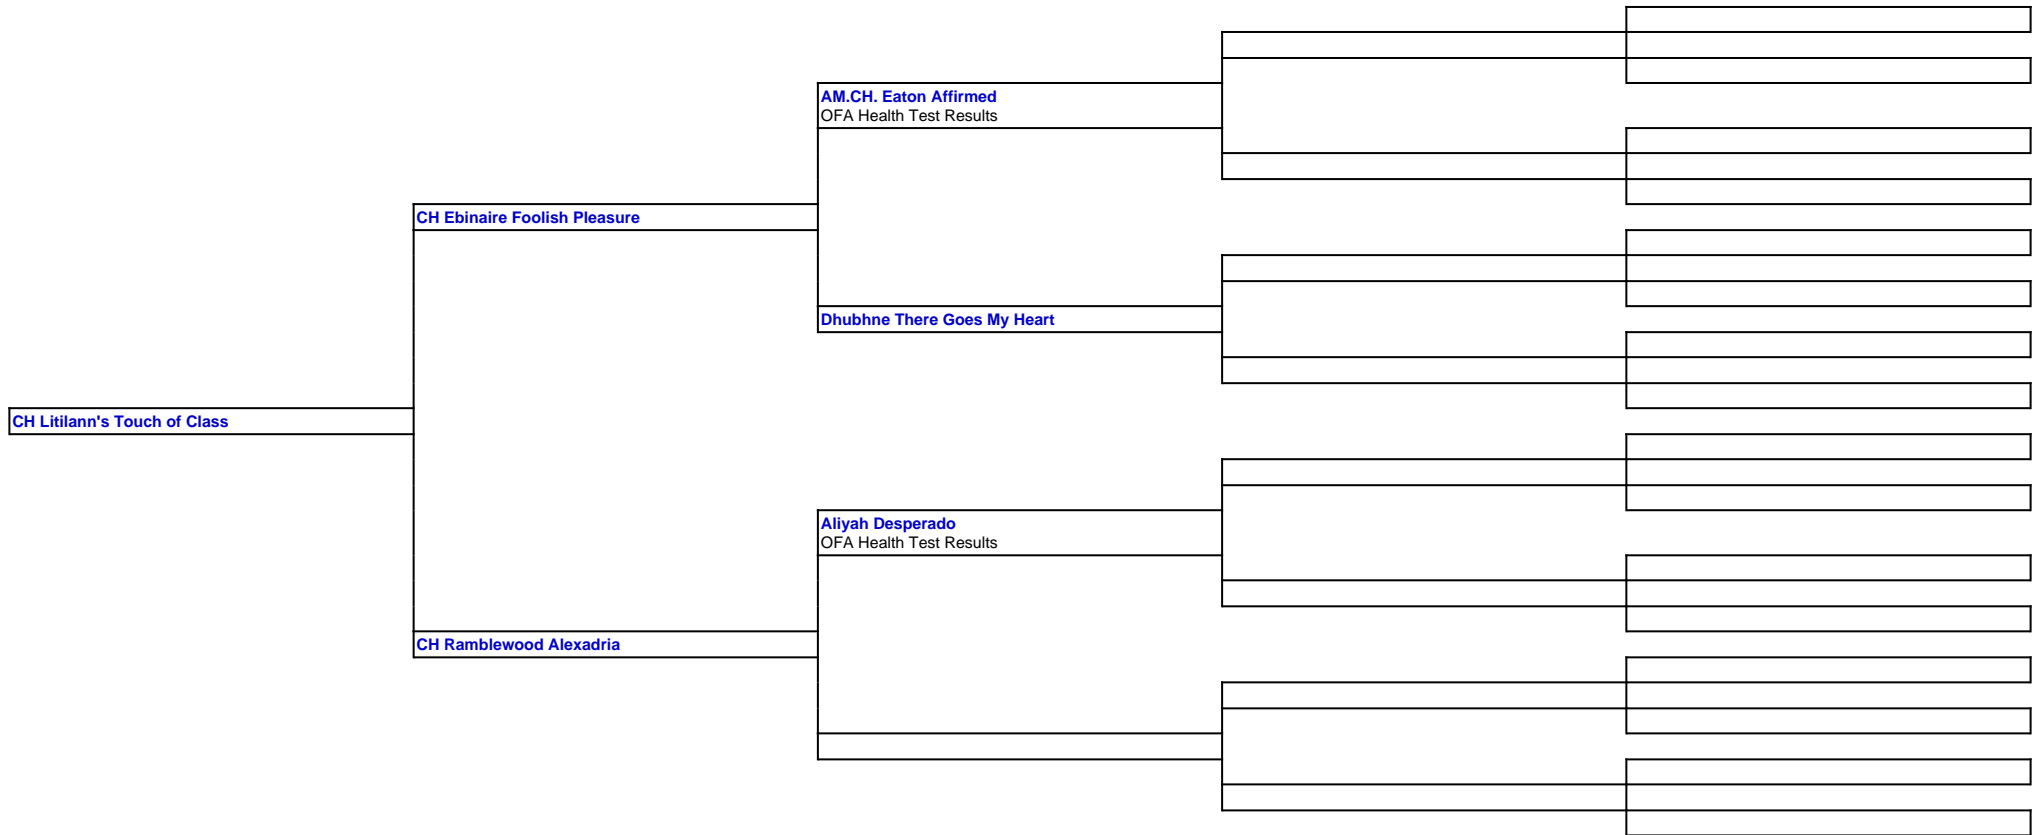 AM.CH. Eaton Affirmed
OFA Health Test Results
CH Ebinaire Foolish Pleasure
Dhubhne There Goes My Heart
CH Litilann's Touch of Class
Aliyah Desperado
OFA Health Test Results
CH Ramblewood Alexadria